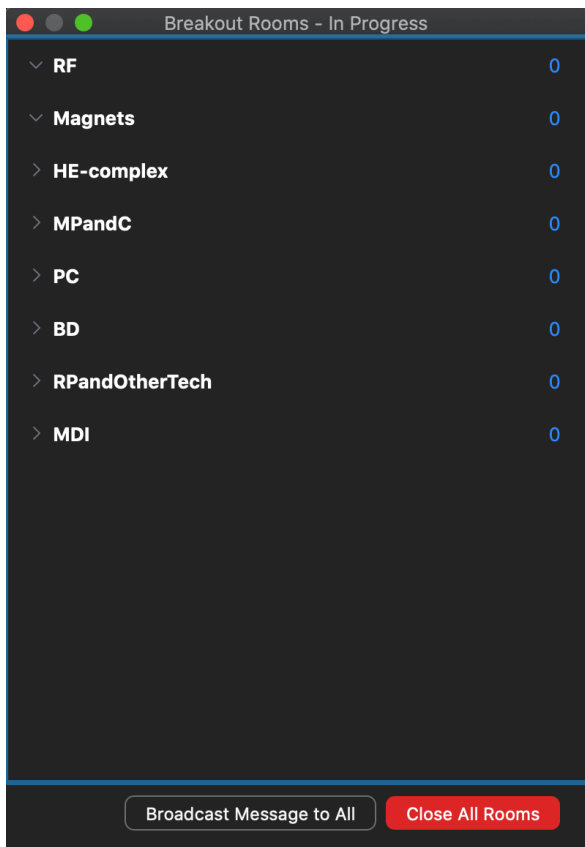 Breakout Rooms - In Progress
RF 0
Magnets 0
HE-complex 0
MPandC 0
PC 0
BD 0
RPandOtherTech 0
MDI 0
Broadcast Message to All Close All Rooms